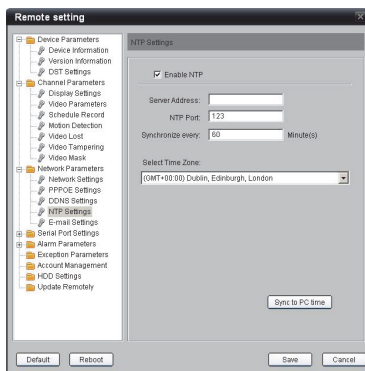 Remote setting
Device Parameters
Device Information
Version Information
DST Settings
Channel Parameters
Display Settings
Video Parameters
Schedule Record
Motion Detection
Video Lost
Video Tampering
Video Mask
Network Parameters
Network Settings
PPPOE Settings
DDNS Settings
NTP Settings
E-mail Settings
Serial Port Settings
Alarm Parameters
Exception Parameters
Account Management
HDD Settings
Update Remotely
NTP Settings
Enable NTP
Server Address:
NTP Port: 123
Synchronize every: 60 Minute(s)
Select Time Zone:
(GMT+00:00) Dublin, Edinburgh, London
Sync to PC time
Default Reboot Save Cancel